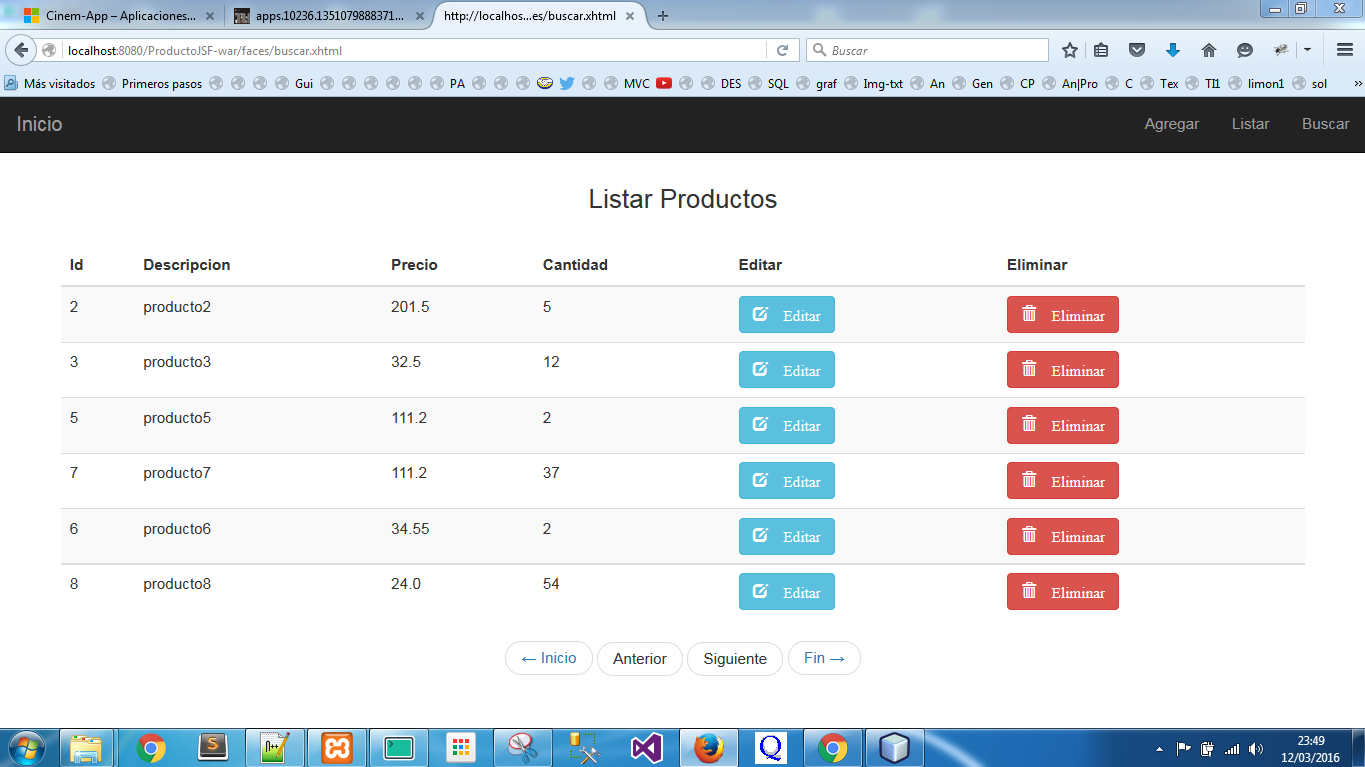 Cinem-App – Aplicaciones...
apps.10236.1351079888371...
http://localhos...es/buscar.xhtml
localhost:8080/ProductoJSF-war/faces/buscar.xhtml
Buscar
Más visitados Primeros pasos Gui PA MVC DES SQL graf Img-txt An Gen CP An|Pro C Tex TI1 limon1 sol »
Inicio Agregar Listar Buscar
Listar Productos
Id Descripcion Precio Cantidad Editar Eliminar
2 producto2 201.5 5 Editar Eliminar
3 producto3 32.5 12 Editar Eliminar
5 producto5 111.2 2 Editar Eliminar
7 producto7 111.2 37 Editar Eliminar
6 producto6 34.55 2 Editar Eliminar
8 producto8 24.0 54 Editar Eliminar
← Inicio Anterior Siguiente Fin →
23:49
12/03/2016